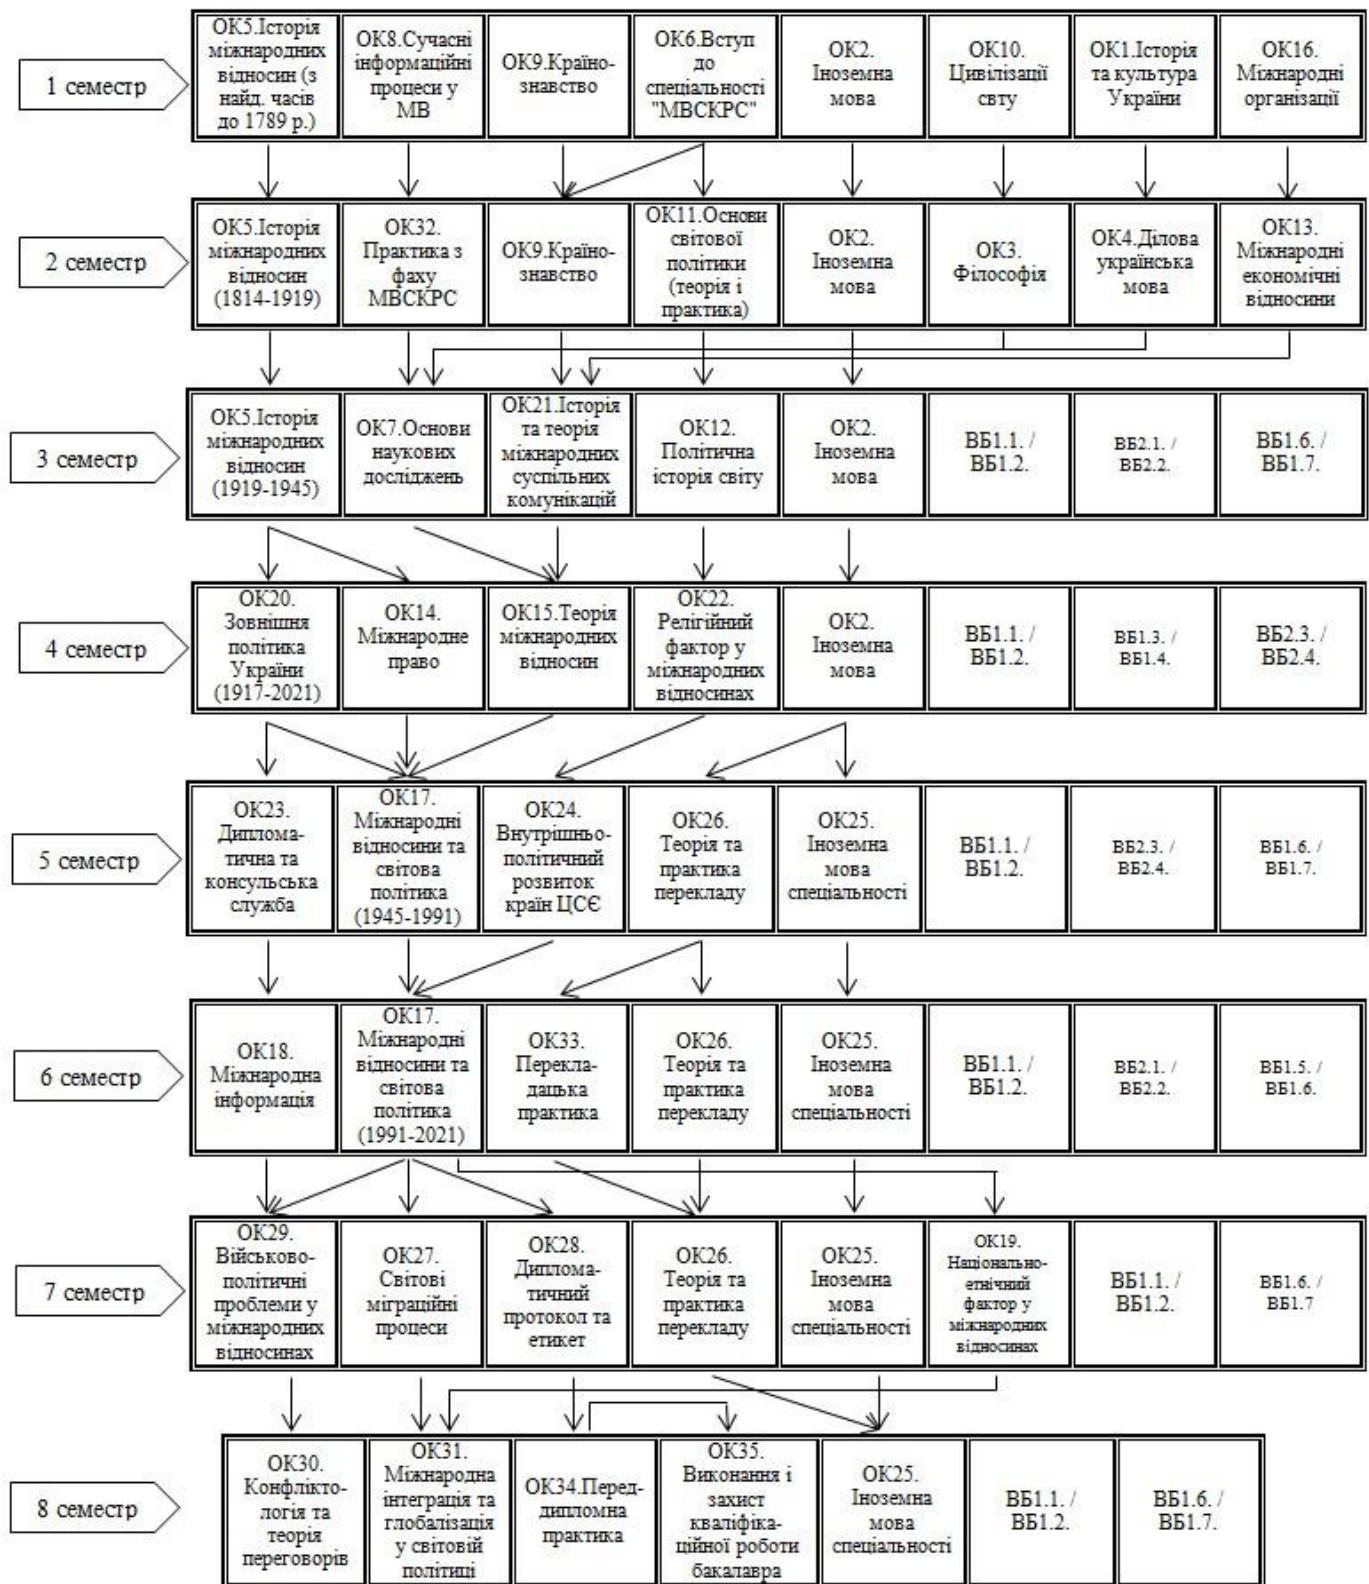 1 семестр
ОК5.Історія
міжнародних
відносин (з
найд. часів
до 1789 р.)
ОК8.Сучасні
інформаційні
процеси у
МВ
ОК9.Країно-
знавство
ОК6.Вступ
до
спеціальності
"МВСКРС"
ОК2.
Іноземна
мова
ОК10.
Цивілізації
свту
ОК1.Історія
та культура
України
ОК16.
Міжнародні
організації
2 семестр
ОК5.Історія
міжнародних
відносин
(1814-1919)
ОК32.
Практика з
фаху
МВСКРС
ОК9.Країно-
знавство
ОК11.Основи
світової
політики
(теорія і
практика)
ОК2.
Іноземна
мова
ОК3.
Філософія
ОК4.Ділова
українська
мова
ОК13.
Міжнародні
економічні
відносини
3 семестр
ОК5.Історія
міжнародних
відносин
(1919-1945)
ОК7.Основи
наукових
досліджень
ОК21.Історія
та теорія
міжнародних
суспільних
комунікацій
ОК12.
Політична
історія світу
ОК2.
Іноземна
мова
ВБ1.1. /
ВБ1.2.
ВБ2.1. /
ВБ2.2.
ВБ1.6. /
ВБ1.7.
4 семестр
ОК20.
Зовнішня
політика
України
(1917-2021)
ОК14.
Міжнародне
право
ОК15.Теорія
міжнародних
відносин
ОК22.
Релігійний
фактор у
міжнародних
відносинах
ОК2.
Іноземна
мова
ВБ1.1. /
ВБ1.2.
ВБ1.3. /
ВБ1.4.
ВБ2.3. /
ВБ2.4.
5 семестр
ОК23.
Диплома-
тична та
консульська
служба
ОК17.
Міжнародні
відносини та
світова
політика
(1945-1991)
ОК24.
Внутрішньо-
політичний
розвиток
країн ЦСЄ
ОК26.
Теорія та
практика
перекладу
ОК25.
Іноземна
мова
спеціальності
ВБ1.1. /
ВБ1.2.
ВБ2.3. /
ВБ2.4.
ВБ1.6. /
ВБ1.7.
6 семестр
ОК18.
Міжнародна
інформація
ОК17.
Міжнародні
відносини та
світова
політика
(1991-2021)
ОК33.
Перекла-
дацька
практика
ОК26.
Теорія та
практика
перекладу
ОК25.
Іноземна
мова
спеціальності
ВБ1.1. /
ВБ1.2.
ВБ2.1. /
ВБ2.2.
ВБ1.5. /
ВБ1.6.
7 семестр
ОК29.
Військово-
політичні
проблеми у
міжнародних
відносинах
ОК27.
Світові
міграційні
процеси
ОК28.
Диплома-
тичний
протокол та
етикет
ОК26.
Теорія та
практика
перекладу
ОК25.
Іноземна
мова
спеціальності
ОК19.
Національно-
етнічний
фактор у
міжнародних
відносинах
ВБ1.1. /
ВБ1.2.
ВБ1.6. /
ВБ1.7
8 семестр
ОК30.
Конфлікто-
логія та
теорія
переговорів
ОК31.
Міжнародна
інтеграція та
глобалізація
у світовій
політиці
ОК34.Перед-
дипломна
практика
ОК35.
Виконання і
захист
кваліфіка-
ційної роботи
бакалавра
ОК25.
Іноземна
мова
спеціальності
ВБ1.1. /
ВБ1.2.
ВБ1.6. /
ВБ1.7.